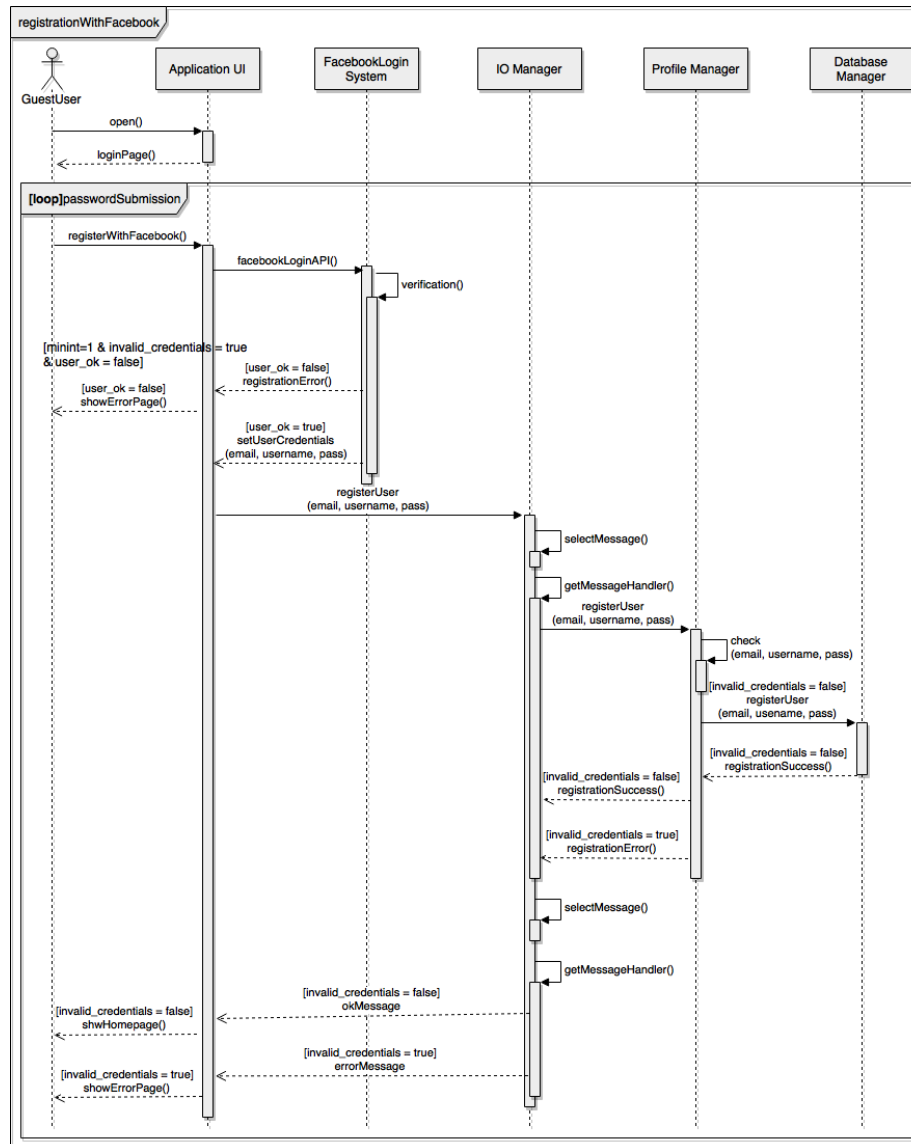 registrationWithFacebook
GuestUser
Application UI
FacebookLogin
System
IO Manager
Profile Manager
Database
Manager
open()
loginPage()
[loop]passwordSubmission
registerWithFacebook()
facebookLoginAPI()
verification()
[minint=1 & invalid_credentials = true
& user_ok = false]
[user_ok = false]
registrationError()
[user_ok = false]
showErrorPage()
[user_ok = true]
setUserCredentials
(email, username, pass)
registerUser
(email, username, pass)
selectMessage()
getMessageHandler()
registerUser
(email, username, pass)
check
(email, username, pass)
[invalid_credentials = false]
registerUser
(email, usename, pass)
[invalid_credentials = false]
registrationSuccess()
[invalid_credentials = false]
registrationSuccess()
[invalid_credentials = true]
registrationError()
selectMessage()
getMessageHandler()
[invalid_credentials = false]
okMessage
[invalid_credentials = false]
shwHomepage()
[invalid_credentials = true]
errorMessage
[invalid_credentials = true]
showErrorPage()